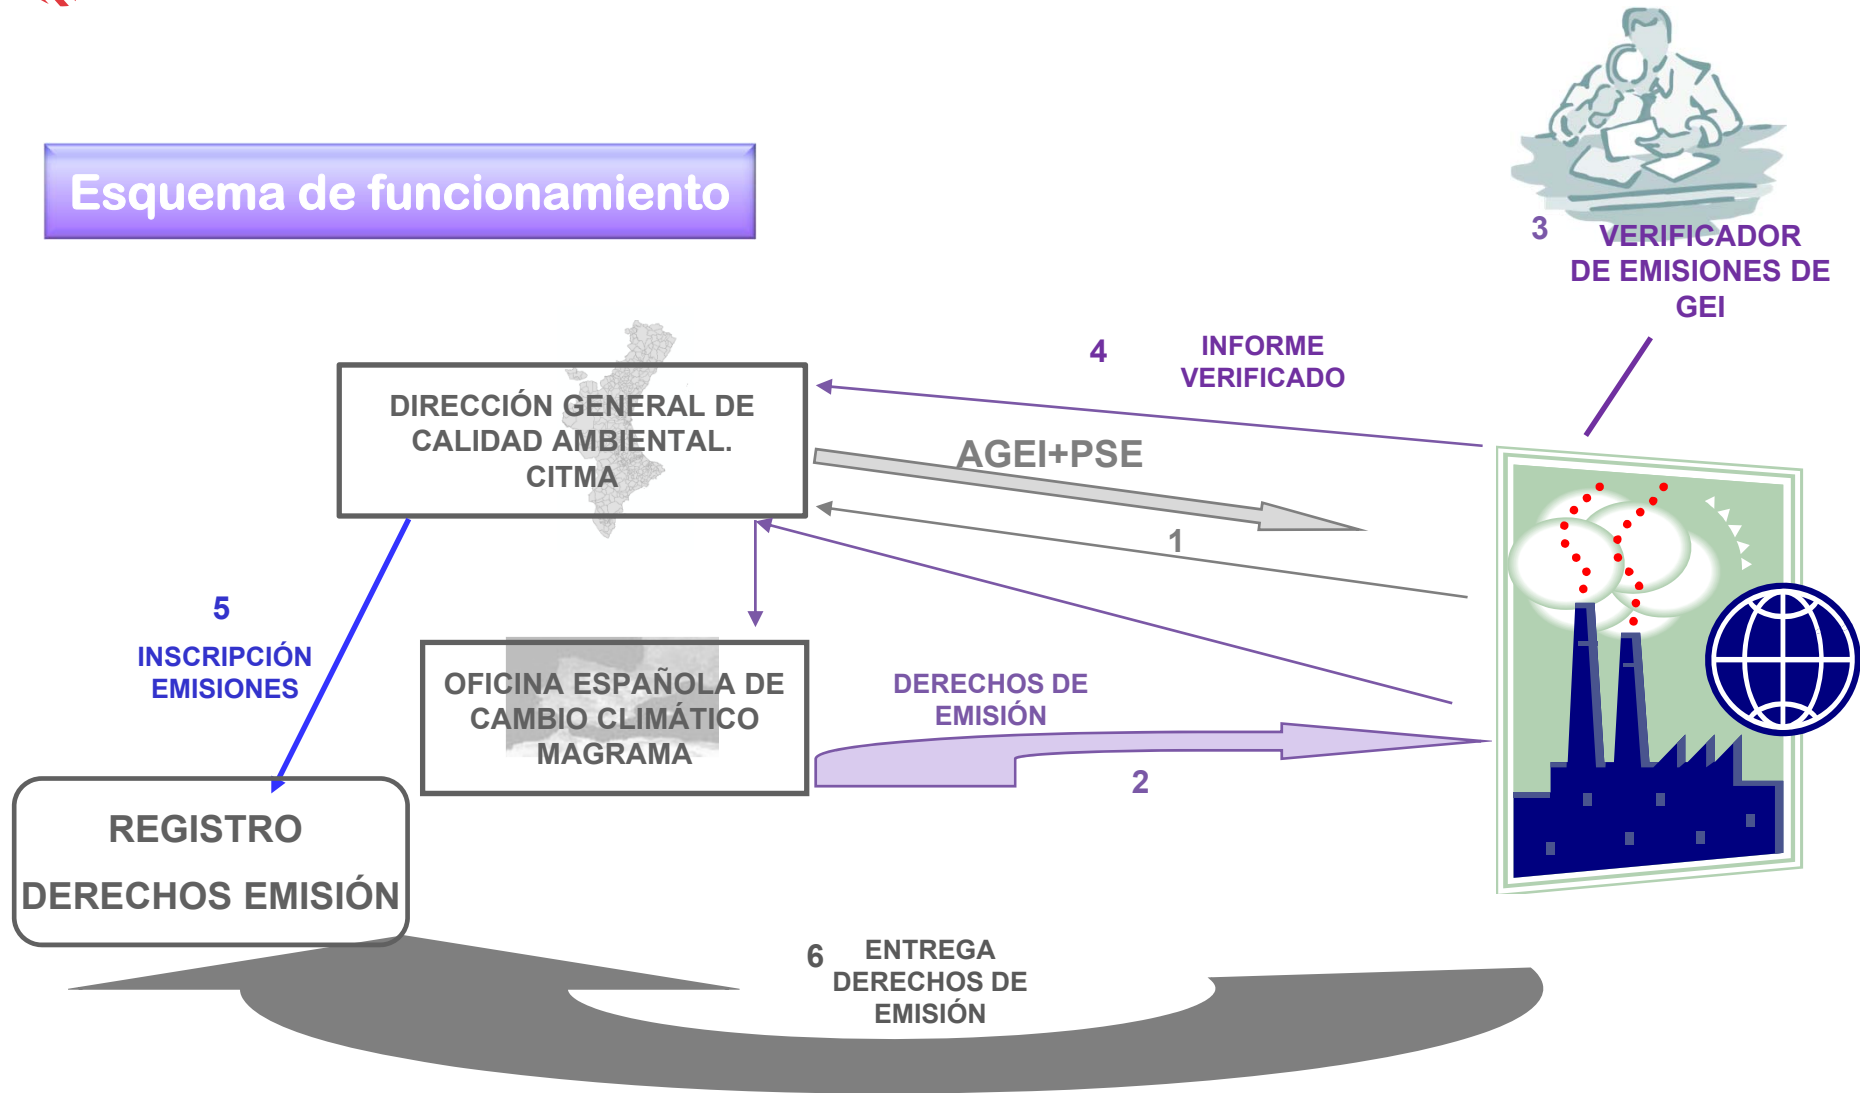 Esquema de funcionamiento
3
VERIFICADOR
DE EMISIONES DE
GEI
4
INFORME
VERIFICADO
DIRECCIÓN GENERAL DE
CALIDAD AMBIENTAL.
CITMA
AGEI+PSE
1
5
INSCRIPCIÓN
EMISIONES
OFICINA ESPAÑOLA DE
CAMBIO CLIMÁTICO
MAGRAMA
DERECHOS DE
EMISIÓN
2
REGISTRO
DERECHOS EMISIÓN
6
ENTREGA
DERECHOS DE
EMISIÓN